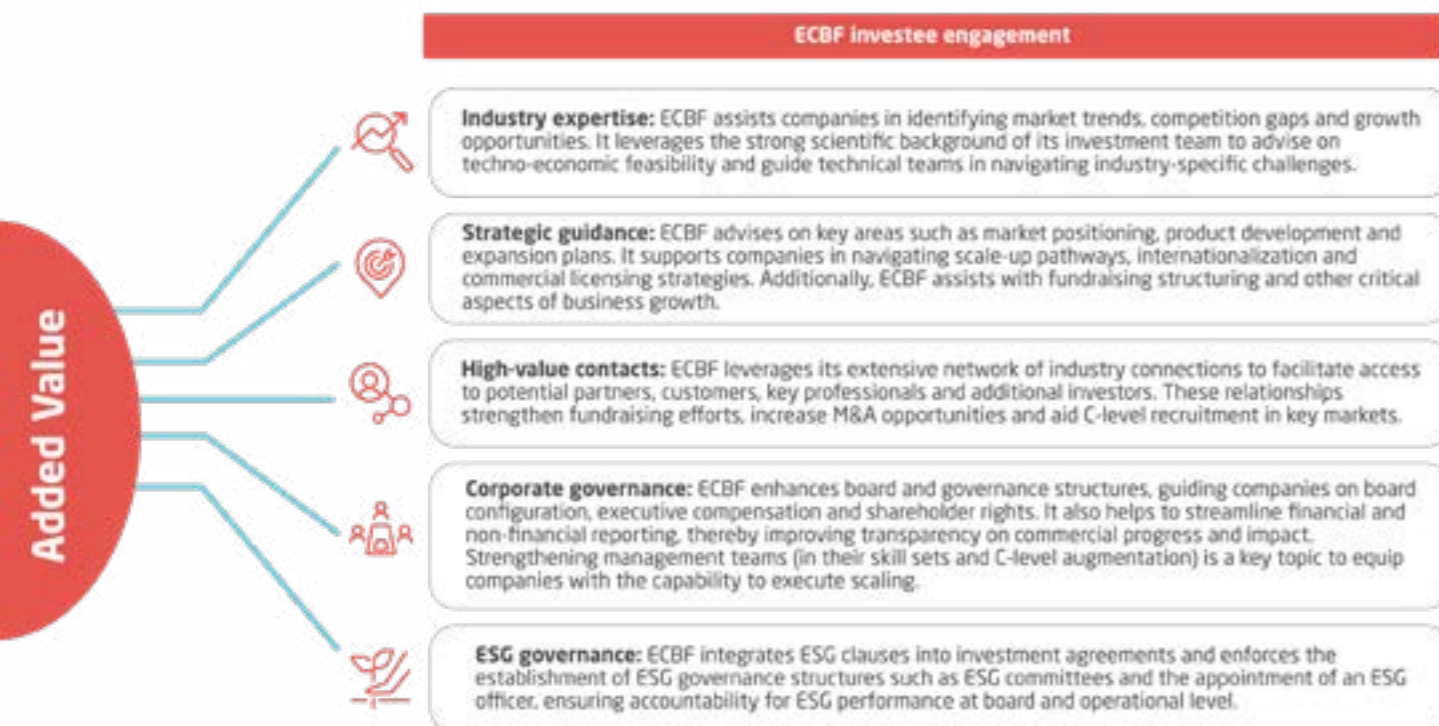 ECBF investee engagement
Industry expertise: ECBF assists companies in identifying market trends, competition gaps and growth
opportunities. It leverages the strong scientific background of its investment team to advise on
techno-economic feasibility and guide technical teams in navigating industry-specific challenges.
Strategic guidance: ECBF advises on key areas such as market positioning, product development and
expansion plans. It supports companies in navigating scale-up pathways, internationalization and
commercial licensing strategies. Additionally, ECBF assists with fundraising structuring and other critical
aspects of business growth.
Added Value
High-value contacts: ECBF leverages its extensive network of industry connections to facilitate access
to potential partners, customers, key professionals and additional investors. These relationships
strengthen fundraising efforts, increase M&A opportunities and aid C-level recruitment in key markets.
Corporate governance: ECBF enhances board and governance structures, guiding companies on board
configuration, executive compensation and shareholder rights. It also helps to streamline financial and
non-financial reporting, thereby improving transparency on commercial progress and impact.
Strengthening management teams (in their skill sets and C-level augmentation) is a key topic to equip
companies with the capability to execute scaling.
ESG governance: ECBF integrates ESG clauses into investment agreements and enforces the
establishment of ESG governance structures such as ESG committees and the appointment of an ESG
officer, ensuring accountability for ESG performance at board and operational level.